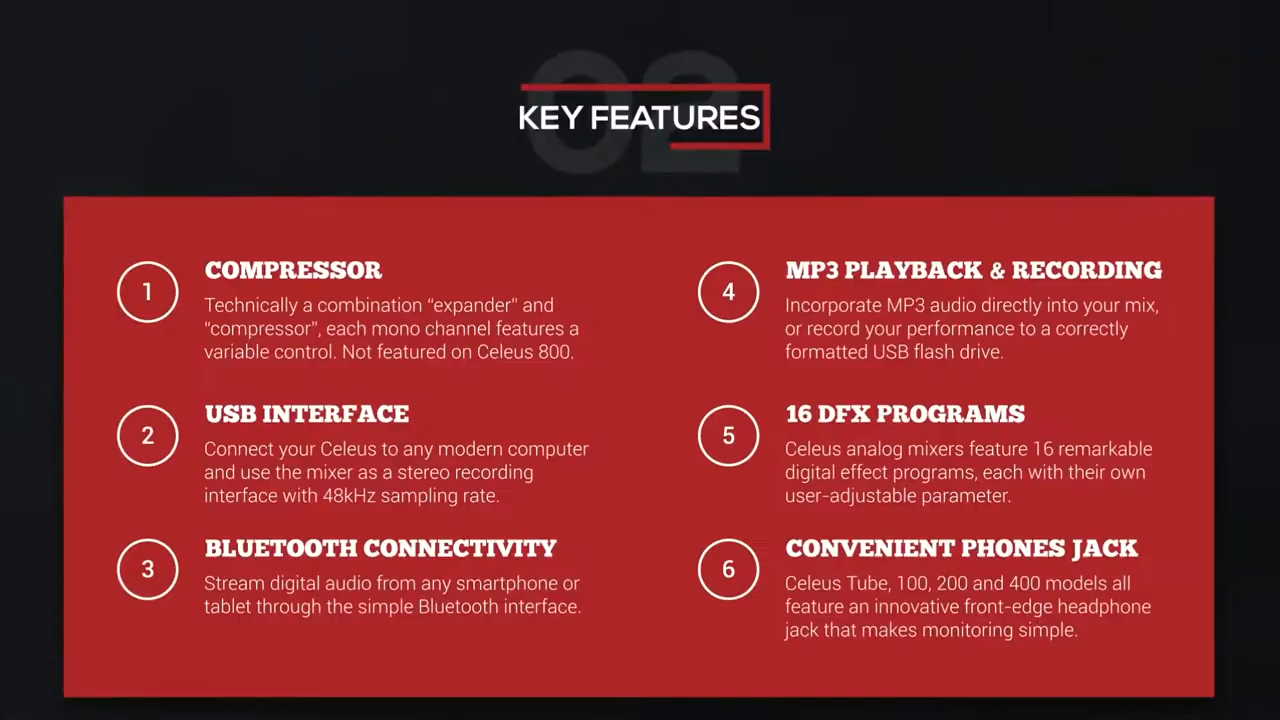 02
KEY FEATURES
1
COMPRESSOR
Technically a combination “expander” and
“compressor”, each mono channel features a
variable control. Not featured on Celeus 800.
2
USB INTERFACE
Connect your Celeus to any modern computer
and use the mixer as a stereo recording
interface with 48kHz sampling rate.
3
BLUETOOTH CONNECTIVITY
Stream digital audio from any smartphone or
tablet through the simple Bluetooth interface.
4
MP3 PLAYBACK & RECORDING
Incorporate MP3 audio directly into your mix,
or record your performance to a correctly
formatted USB flash drive.
5
16 DFX PROGRAMS
Celeus analog mixers feature 16 remarkable
digital effect programs, each with their own
user-adjustable parameter.
6
CONVENIENT PHONES JACK
Celeus Tube, 100, 200 and 400 models all
feature an innovative front-edge headphone
jack that makes monitoring simple.